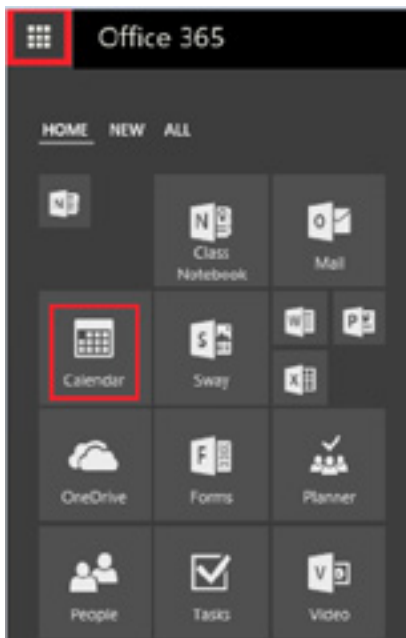 Office 365
HOME NEW ALL
N
N
Class
Notebook
O
Mail
Calendar
S
Sway
W
P
X
OneDrive
F
Forms
Planner
People
Tasks
V
Video